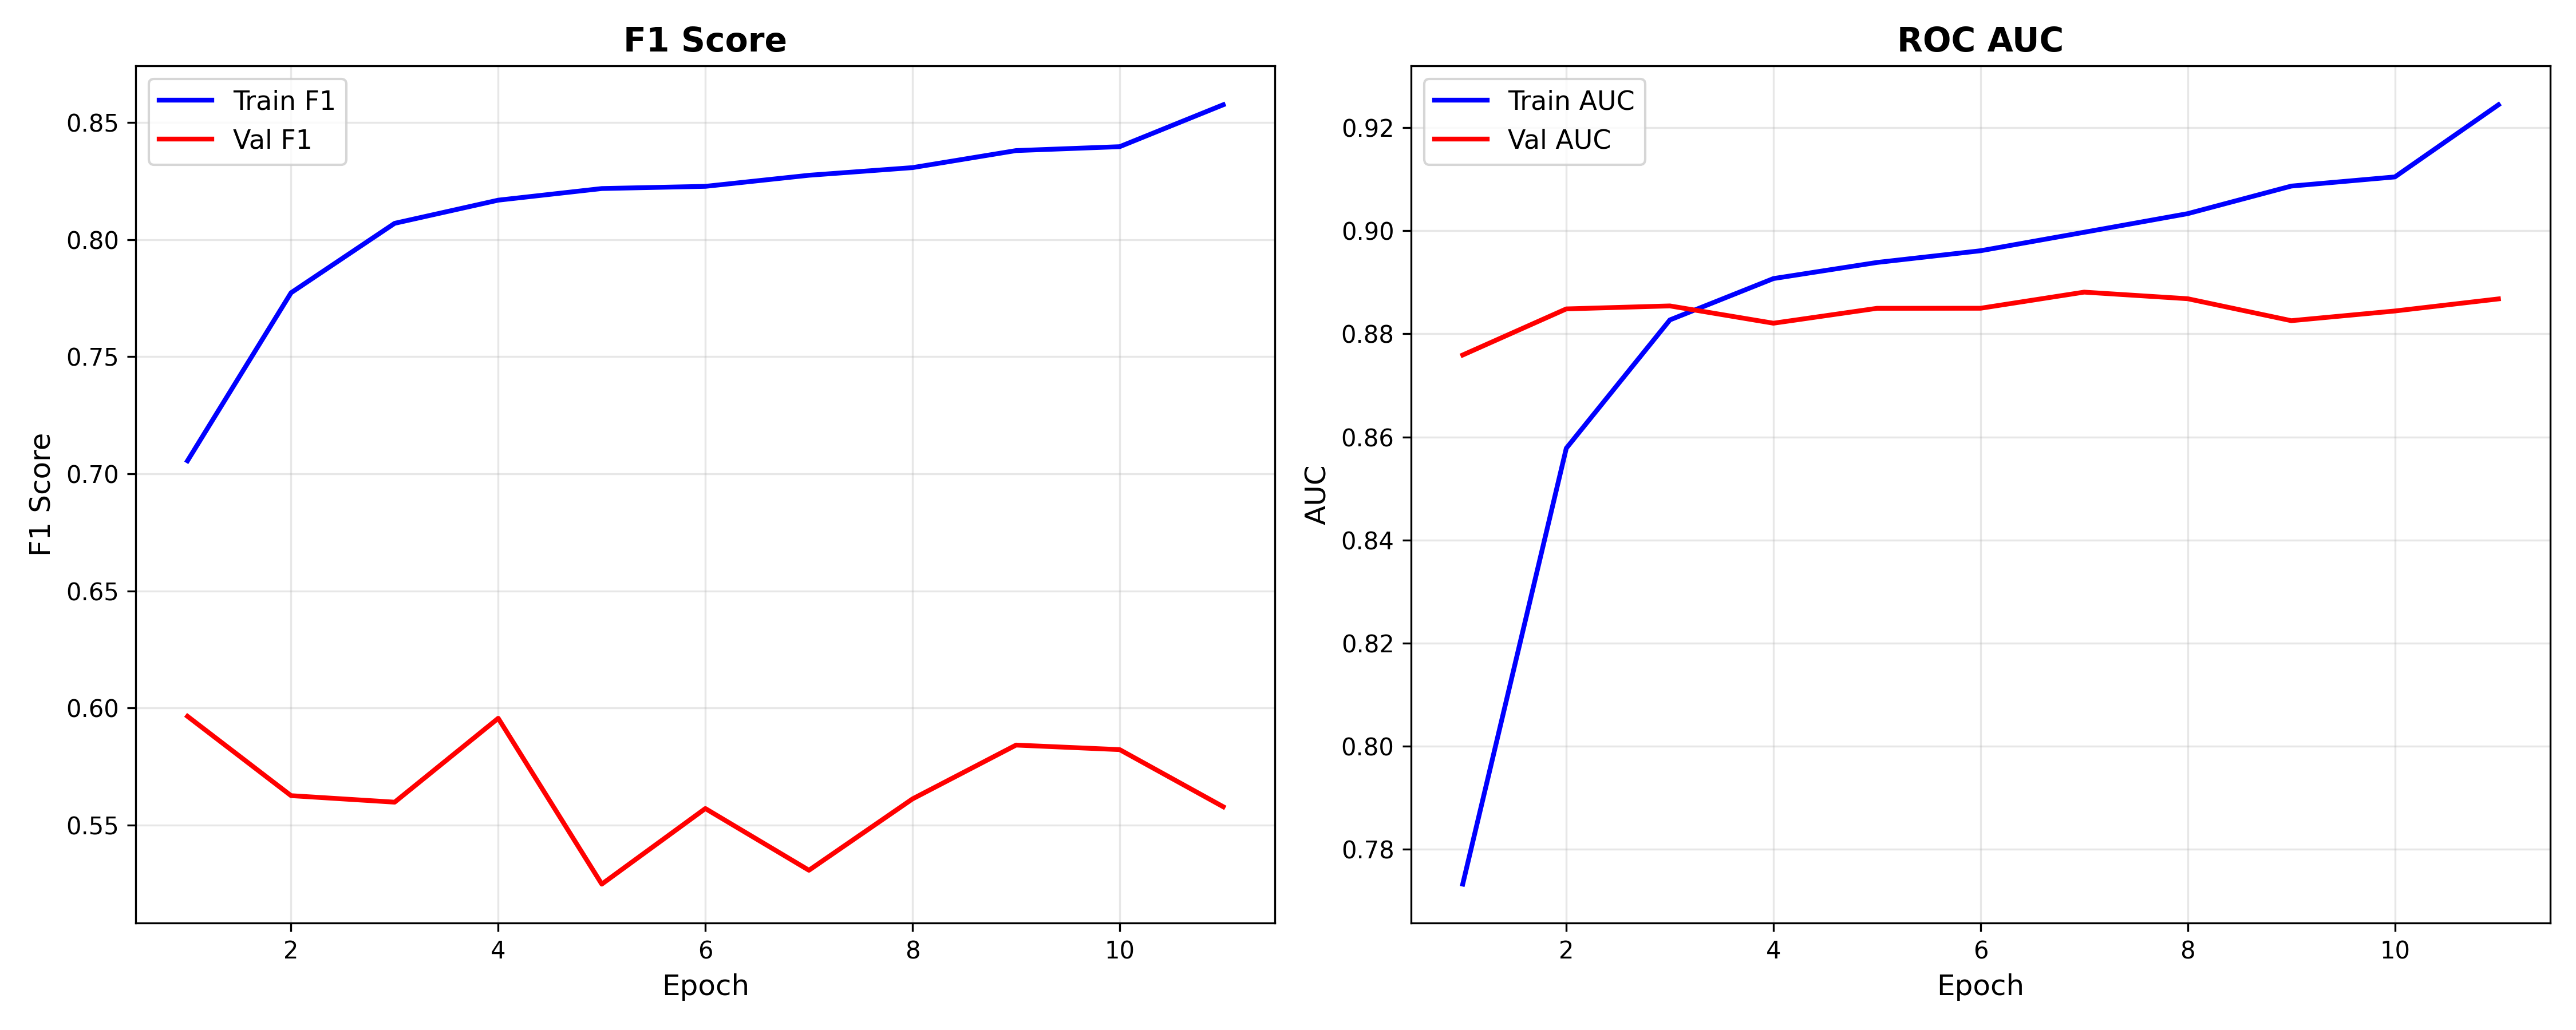 F1 Score
Train F1
Val F1
0.85
0.80
0.75
0.70
0.65
0.60
0.55
F1 Score
2 4 6 8 10
Epoch
ROC AUC
Train AUC
Val AUC
0.92
0.90
0.88
0.86
0.84
0.82
0.80
0.78
AUC
2 4 6 8 10
Epoch